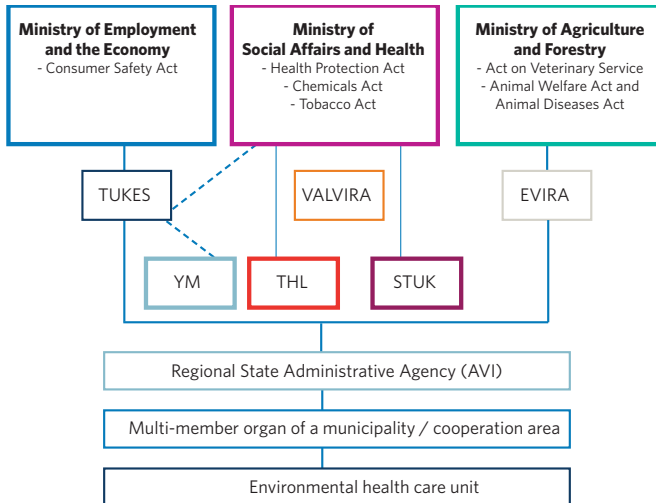 Ministry of Employment
and the Economy
- Consumer Safety Act
Ministry of
Social Affairs and Health
- Health Protection Act
- Chemicals Act
- Tobacco Act
Ministry of Agriculture
and Forestry
- Act on Veterinary Service
- Animal Welfare Act and
Animal Diseases Act
TUKES
VALVIRA
EVIRA
YM
THL
STUK
Regional State Administrative Agency (AVI)
Multi-member organ of a municipality / cooperation area
Environmental health care unit